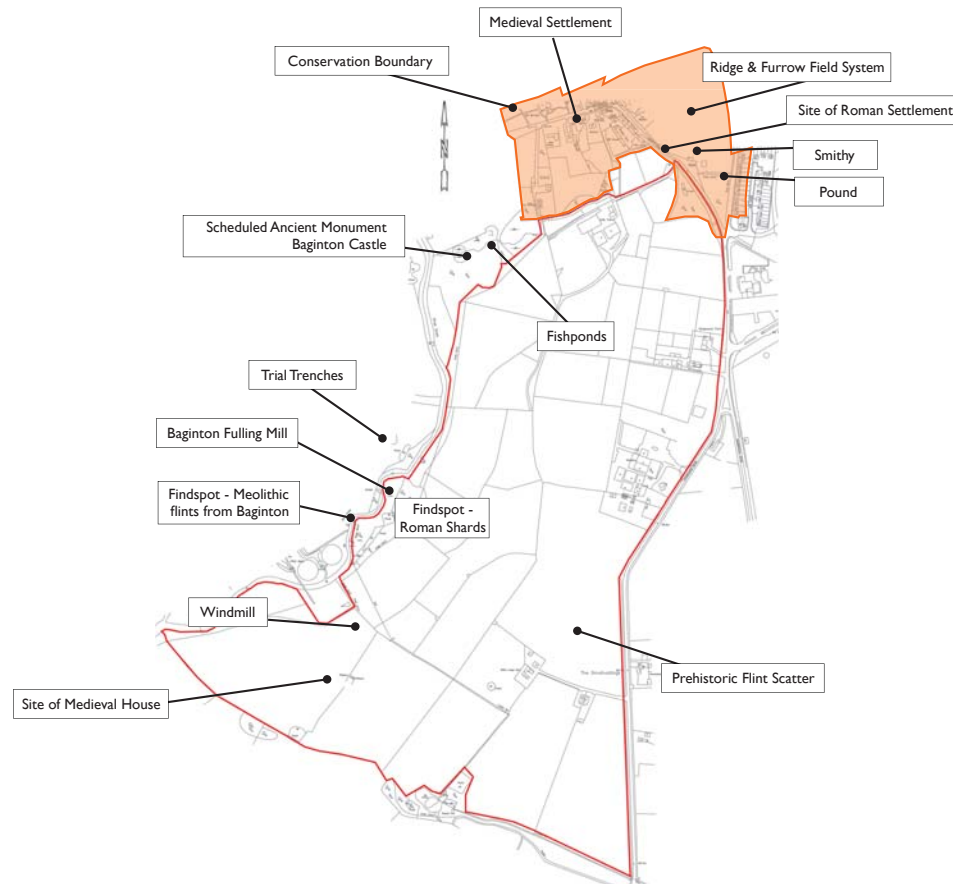 Medieval Settlement
Conservation Boundary
Ridge & Furrow Field System
Site of Roman Settlement
Smithy
Pound
N
Scheduled Ancient Monument
Baginton Castle
Fishponds
Trial Trenches
Baginton Fulling Mill
Findspot - Meolithic
flints from Baginton
Findspot -
Roman Shards
Windmill
Prehistoric Flint Scatter
Site of Medieval House